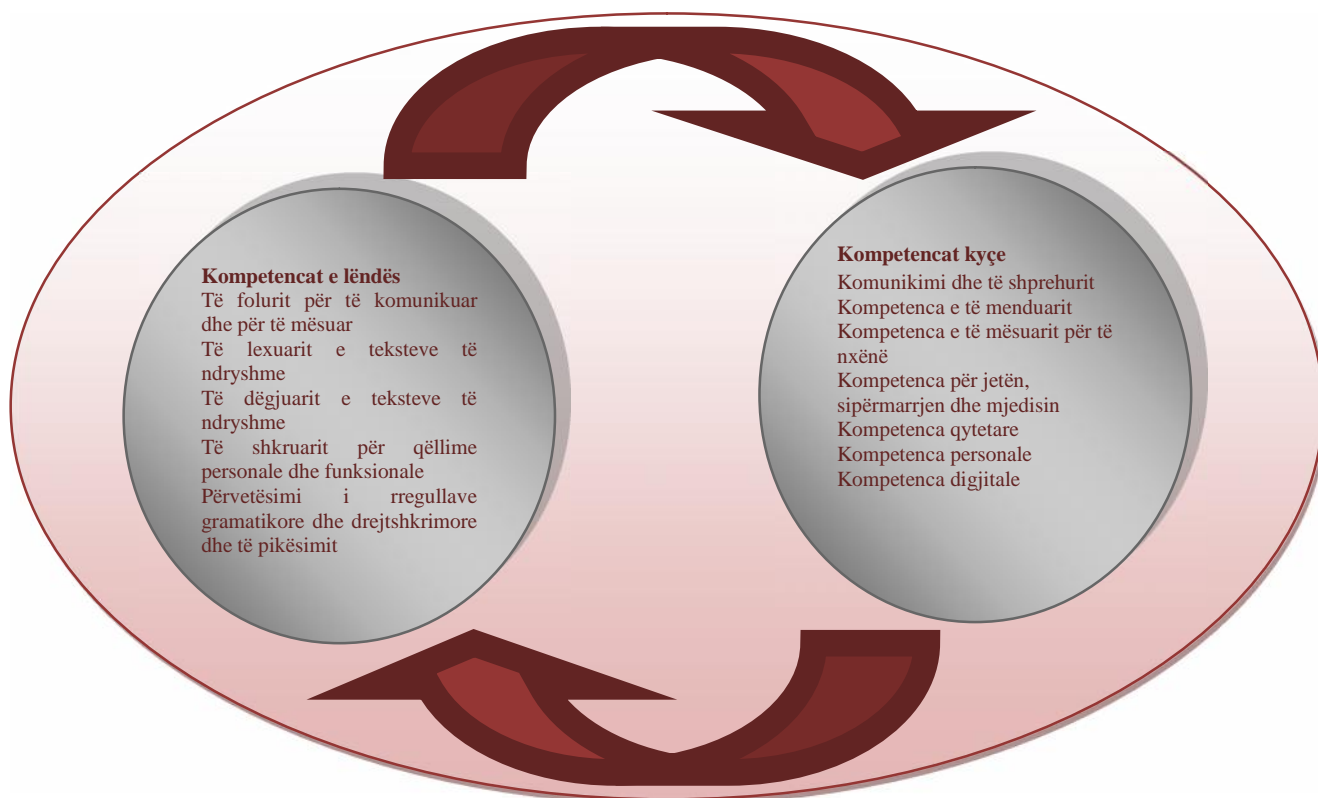 Kompetencat e lëndës
Të folurit për të komunikuar
dhe për të mësuar
Të lexuarit e teksteve të
ndryshme
Të dëgjuarit e teksteve të
ndryshme
Të shkruarit për qëllime
personale dhe funksionale
Përvetësimi i rregullave
gramatikore dhe drejtshkrimore
dhe të pikësimit
Kompetencat kyçe
Komunikimi dhe të shprehurit
Kompetenca e të menduarit
Kompetenca e të mësuarit për të
nxënë
Kompetenca për jetën,
sipërmarrjen dhe mjedisin
Kompetenca qytetare
Kompetenca personale
Kompetenca digjitale